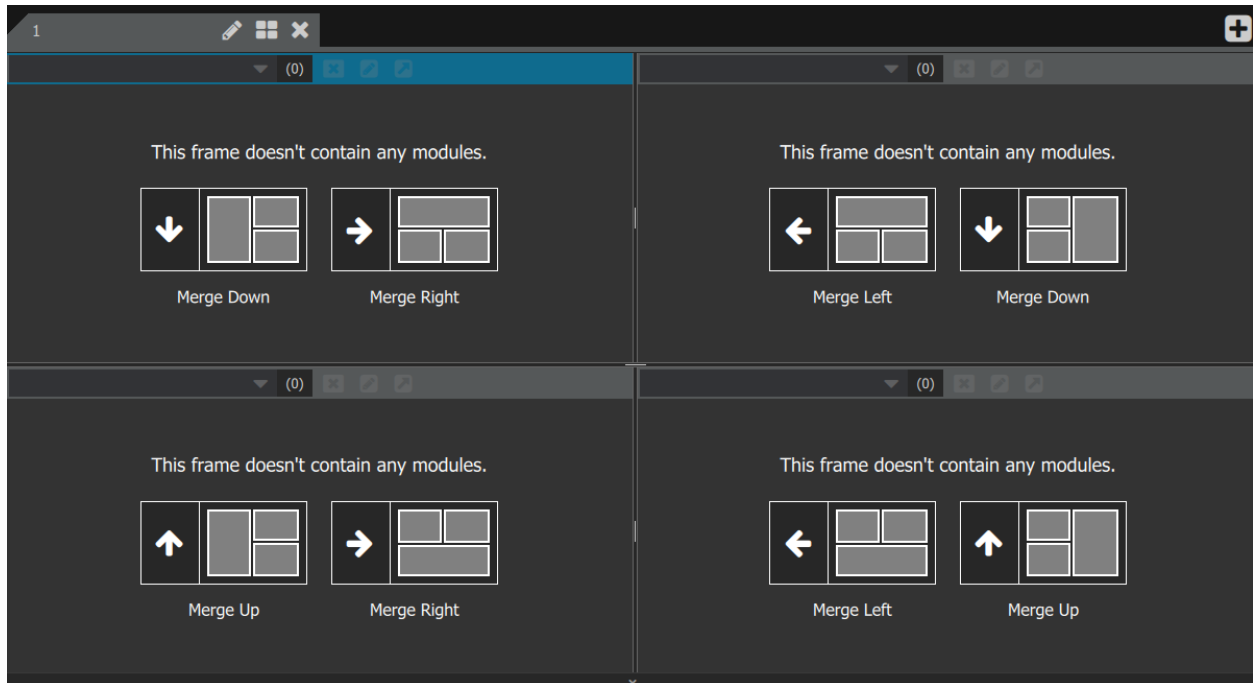 1
(0)
(0)
This frame doesn't contain any modules.
This frame doesn't contain any modules.
Merge Down
Merge Right
Merge Left
Merge Down
(0)
(0)
This frame doesn't contain any modules.
This frame doesn't contain any modules.
Merge Up
Merge Right
Merge Left
Merge Up